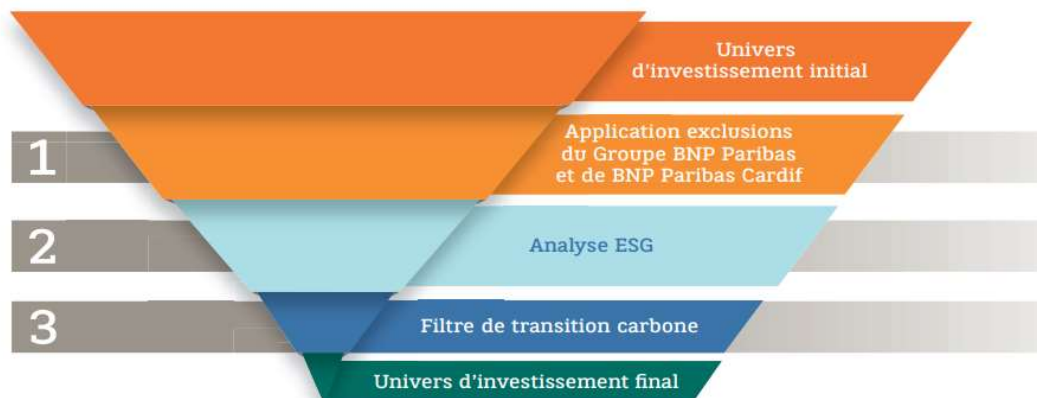 Univers
d'investissement initial
1
Application exclusions
du Groupe BNP Paribas
et de BNP Paribas Cardif
2
Analyse ESG
3
Filtre de transition carbone
Univers d'investissement final